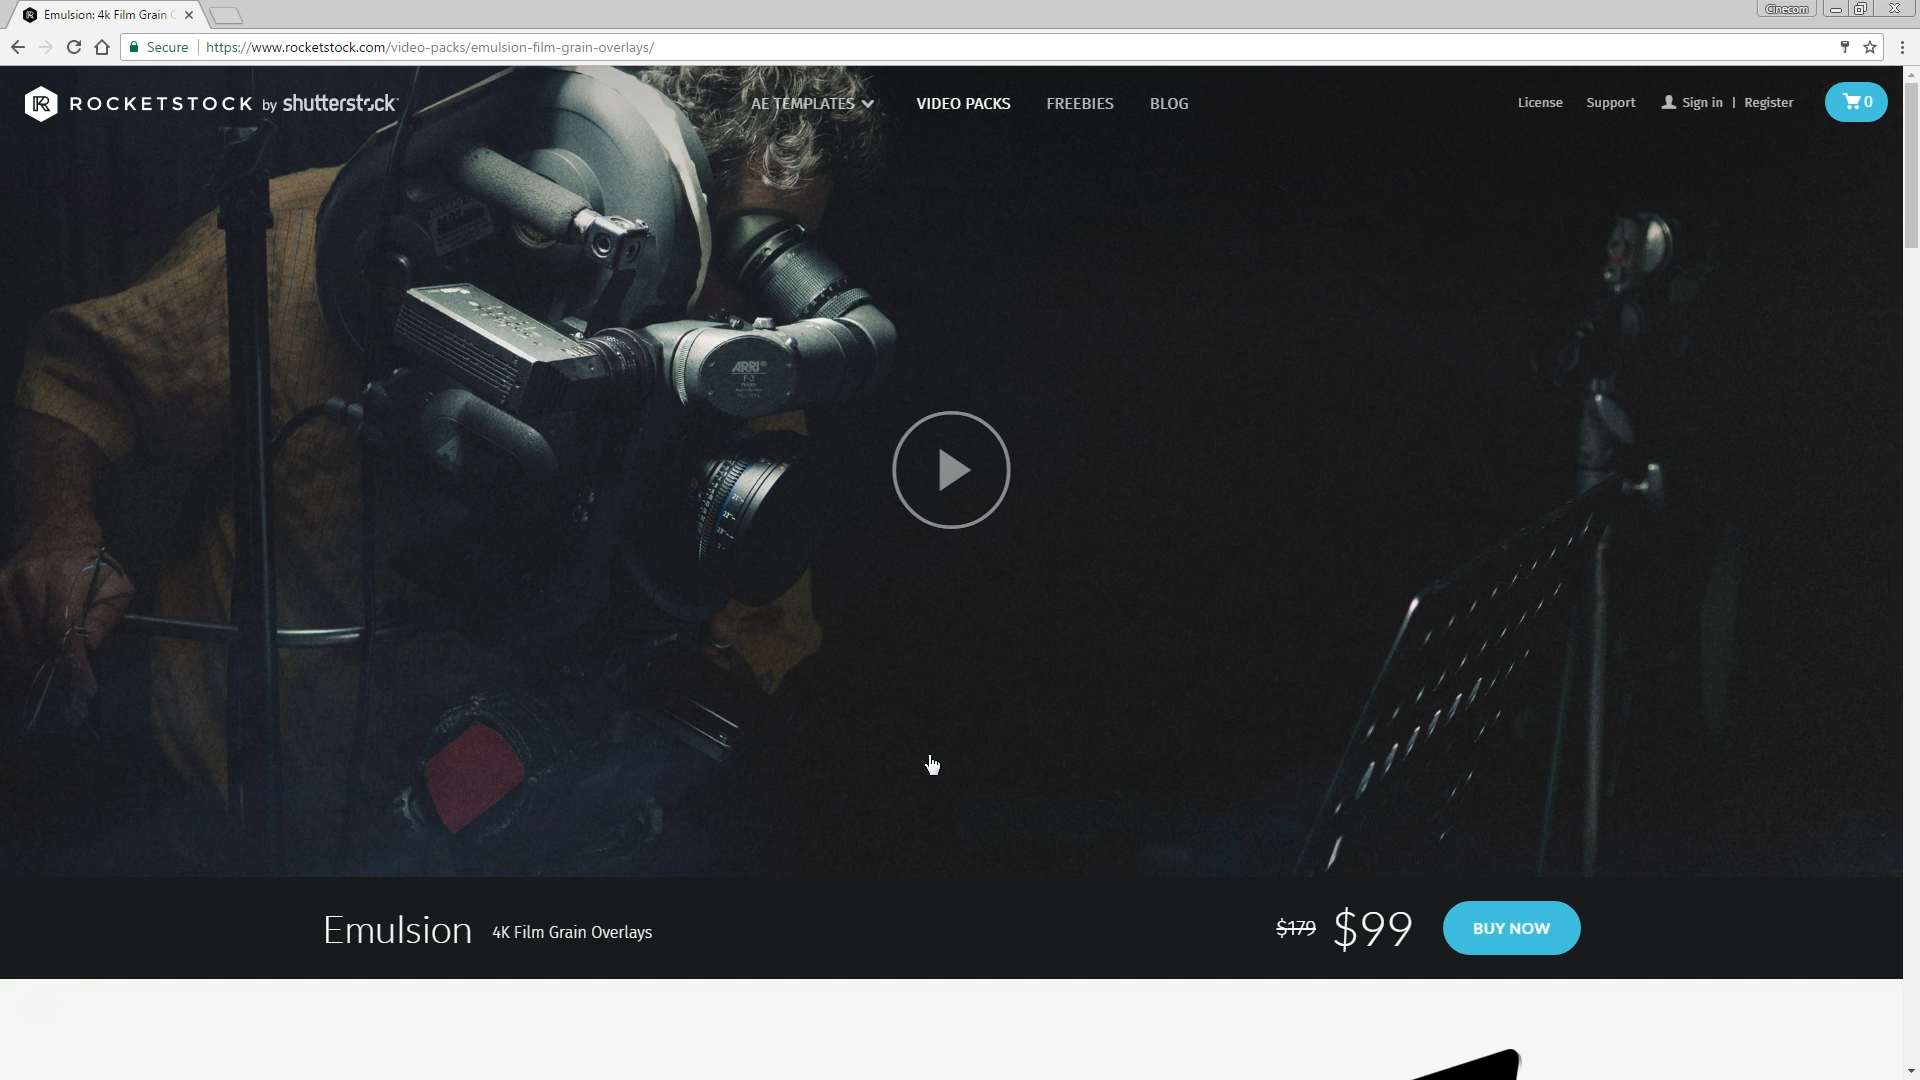 Emulsion: 4k Film Grain
Cinecom
Secure
https://www.rocketstock.com/video-packs/emulsion-film-grain-overlays/
ROCKETSTOCK by shutterstock
AE TEMPLATES
VIDEO PACKS
FREEBIES
BLOG
License
Support
Sign in | Register
0
ARRI
Emulsion
4K Film Grain Overlays
$179
$99
BUY NOW